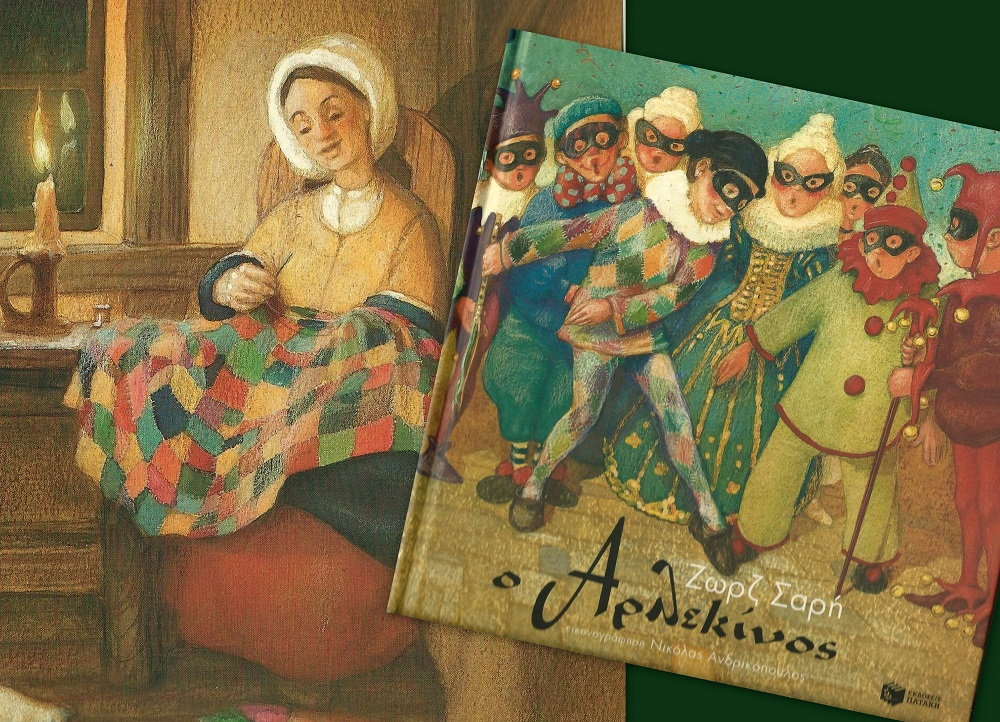 Ζωρζ Σαρή
ο Αρλεκίνος
εικονογράφηση Νικόλας Ανδρικόπουλος
ΕΚΔΟΣΕΙΣ
ΠΑΤΑΚΗ